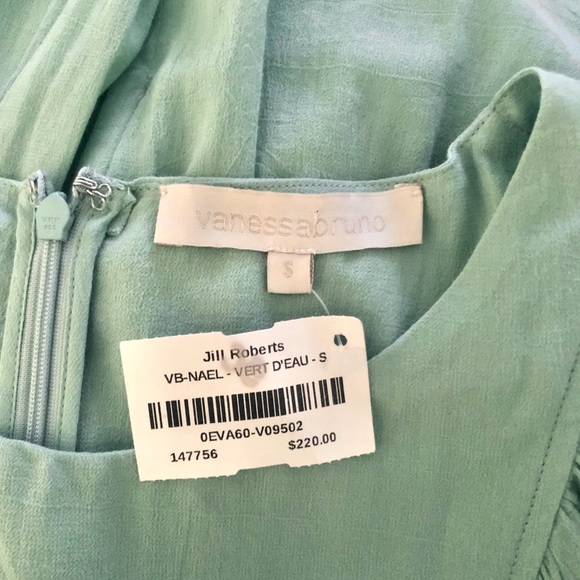 vanessabruno
S
Jill Roberts
VB-NAEL - VERT D'EAU - S
0EVA60-V09502
147756 $220.00